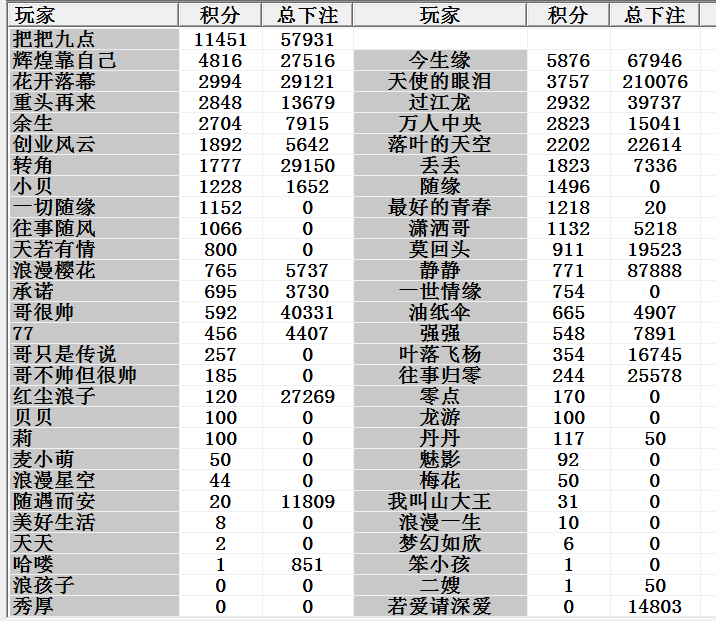 玩家 积分 总下注 玩家 积分 总下注
把把九点 11451 57931
辉煌靠自己 4816 27516 今生缘 5876 67946
花开落幕 2994 29121 天使的眼泪 3757 210076
重头再来 2848 13679 过江龙 2932 39737
余生 2704 7915 万人中央 2823 15041
创业风云 1892 5642 落叶的天空 2202 22614
转角 1777 29150 丢丢 1823 7336
小贝 1228 1652 随缘 1496 0
一切随缘 1152 0 最好的青春 1218 20
往事随风 1066 0 潇洒哥 1132 5218
天若有情 800 0 莫回头 911 19523
浪漫樱花 765 5737 静静 771 87888
承诺 695 3730 一世情缘 754 0
哥很帅 592 40331 油纸伞 665 4907
77 456 4407 强强 548 7891
哥只是传说 257 0 叶落飞杨 354 16745
哥不帅但很帅 185 0 往事归零 244 25578
红尘浪子 120 27269 零点 170 0
贝贝 100 0 龙游 100 0
莉 100 0 丹丹 117 50
麦小萌 50 0 魅影 92 0
浪漫星空 44 0 梅花 50 0
随遇而安 20 11809 我叫山大王 31 0
美好生活 8 0 浪漫一生 10 0
天天 2 0 梦幻如欣 6 0
哈喽 1 851 笨小孩 1 0
浪孩子 0 0 二嫂 1 50
秀厚 0 0 若爱请深爱 0 14803